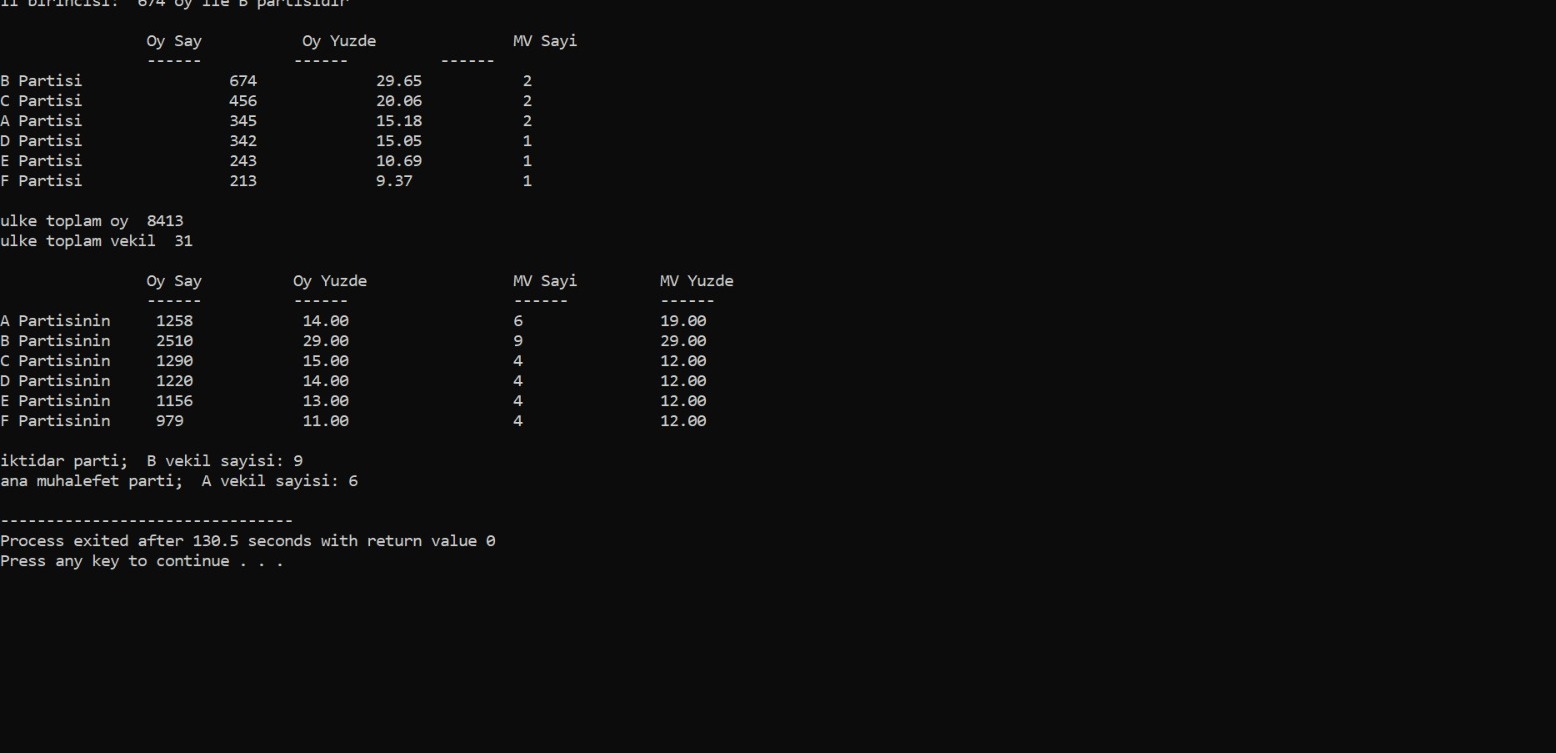 il birincisi:  674 oy ile B partisidir
Oy Say Oy Yuzde MV Sayi
------ ------ ------
B Partisi 674 29.65 2
C Partisi 456 20.06 2
A Partisi 345 15.18 2
D Partisi 342 15.05 1
E Partisi 243 10.69 1
F Partisi 213 9.37 1
ulke toplam oy  8413
ulke toplam vekil  31
Oy Say Oy Yuzde MV Sayi MV Yuzde
------ ------ ------ ------
A Partisinin 1258 14.00 6 19.00
B Partisinin 2510 29.00 9 29.00
C Partisinin 1290 15.00 4 12.00
D Partisinin 1220 14.00 4 12.00
E Partisinin 1156 13.00 4 12.00
F Partisinin 979 11.00 4 12.00
iktidar parti;  B vekil sayisi: 9
ana muhalefet parti;  A vekil sayisi: 6
--------------------------------
Process exited after 130.5 seconds with return value 0
Press any key to continue . . .